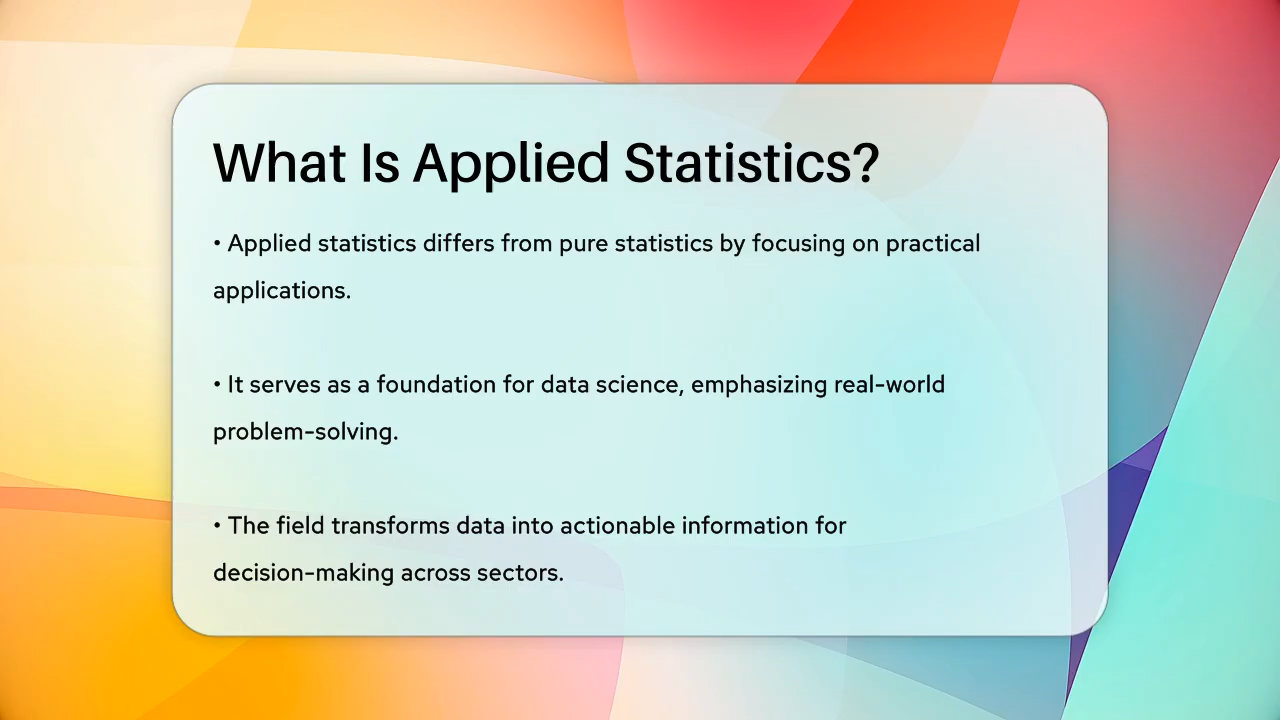 What Is Applied Statistics?
• Applied statistics differs from pure statistics by focusing on practical
applications.
• It serves as a foundation for data science, emphasizing real-world
problem-solving.
• The field transforms data into actionable information for
decision-making across sectors.